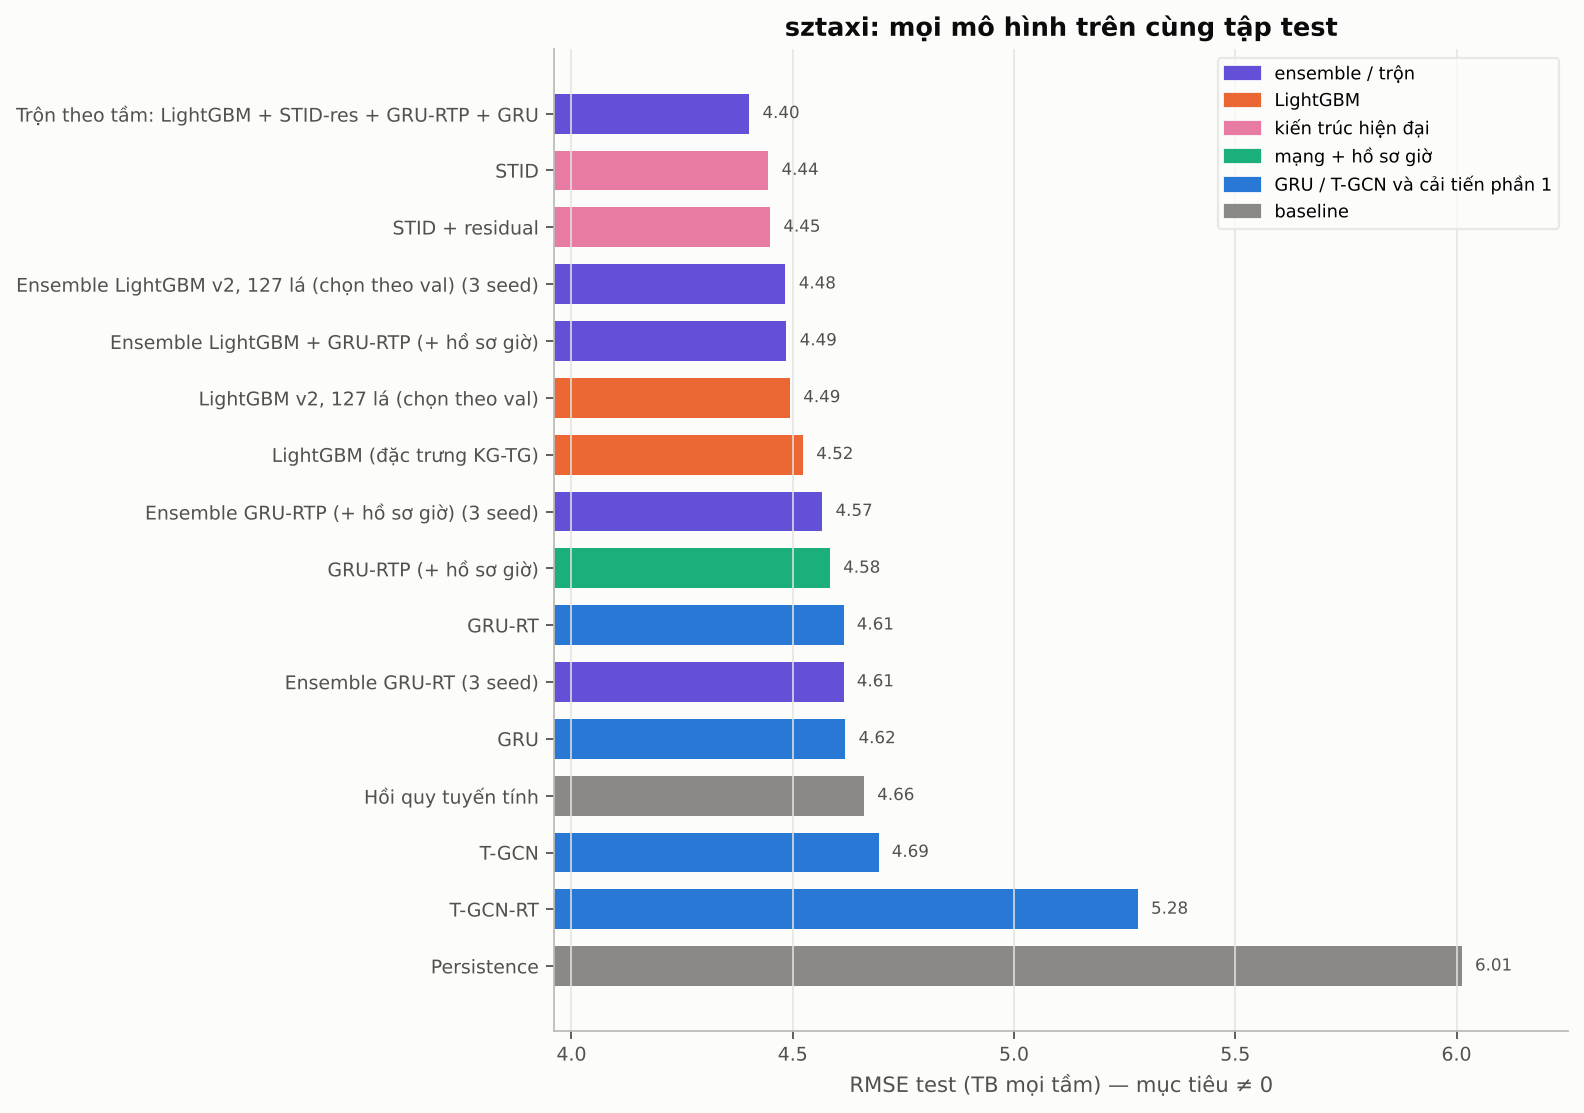 sztaxi: mọi mô hình trên cùng tập test
ensemble / trộn
LightGBM
kiến trúc hiện đại
mạng + hồ sơ giờ
GRU / T-GCN và cải tiến phần 1
baseline
Trộn theo tầm: LightGBM + STID-res + GRU-RTP + GRU 4.40
STID 4.44
STID + residual 4.45
Ensemble LightGBM v2, 127 lá (chọn theo val) (3 seed) 4.48
Ensemble LightGBM + GRU-RTP (+ hồ sơ giờ) 4.49
LightGBM v2, 127 lá (chọn theo val) 4.49
LightGBM (đặc trưng KG-TG) 4.52
Ensemble GRU-RTP (+ hồ sơ giờ) (3 seed) 4.57
GRU-RTP (+ hồ sơ giờ) 4.58
GRU-RT 4.61
Ensemble GRU-RT (3 seed) 4.61
GRU 4.62
Hồi quy tuyến tính 4.66
T-GCN 4.69
T-GCN-RT 5.28
Persistence 6.01
4.0 4.5 5.0 5.5 6.0
RMSE test (TB mọi tầm) — mục tiêu ≠ 0